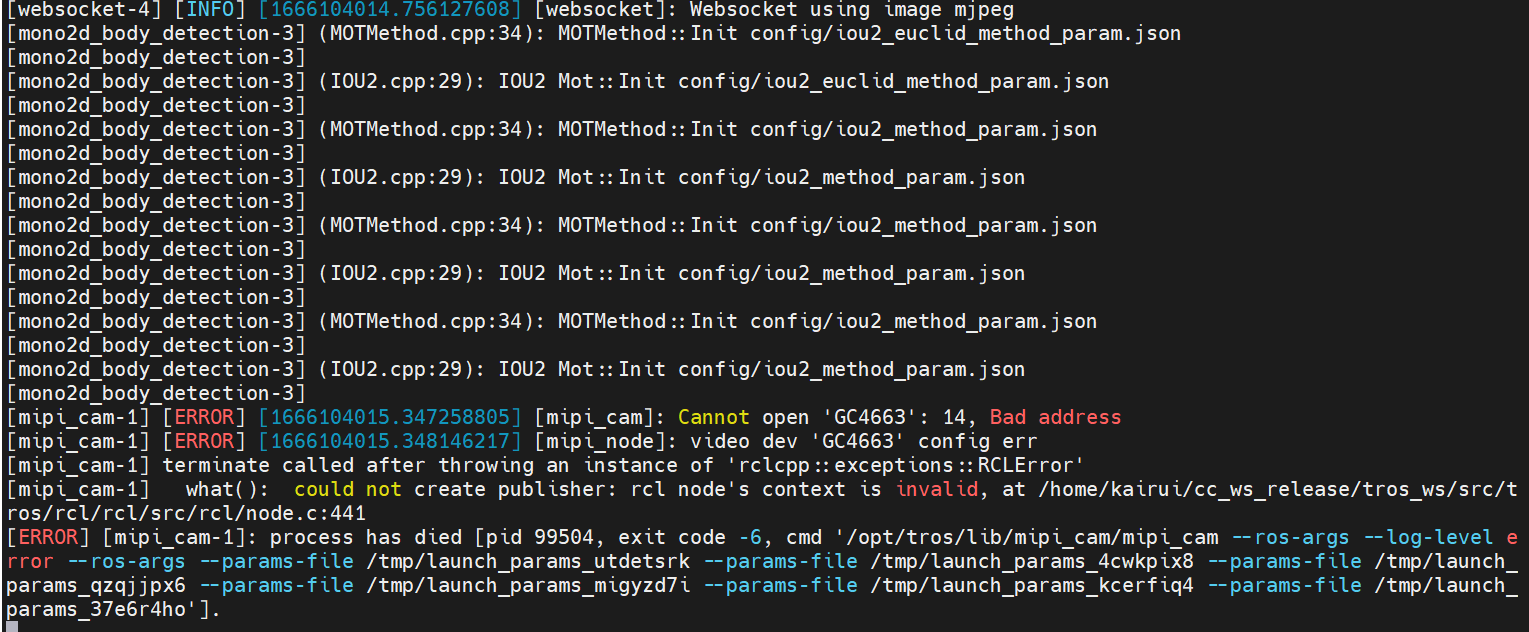 [websocket-4] [INFO] [1666104014.756127608] [websocket]: Websocket using image mjpeg
[mono2d_body_detection-3] (MOTMethod.cpp:34): MOTMethod::Init config/iou2_euclid_method_param.json
[mono2d_body_detection-3]
[mono2d_body_detection-3] (IOU2.cpp:29): IOU2 Mot::Init config/iou2_euclid_method_param.json
[mono2d_body_detection-3]
[mono2d_body_detection-3] (MOTMethod.cpp:34): MOTMethod::Init config/iou2_method_param.json
[mono2d_body_detection-3]
[mono2d_body_detection-3] (IOU2.cpp:29): IOU2 Mot::Init config/iou2_method_param.json
[mono2d_body_detection-3]
[mono2d_body_detection-3] (MOTMethod.cpp:34): MOTMethod::Init config/iou2_method_param.json
[mono2d_body_detection-3]
[mono2d_body_detection-3] (IOU2.cpp:29): IOU2 Mot::Init config/iou2_method_param.json
[mono2d_body_detection-3]
[mono2d_body_detection-3] (MOTMethod.cpp:34): MOTMethod::Init config/iou2_method_param.json
[mono2d_body_detection-3]
[mono2d_body_detection-3] (IOU2.cpp:29): IOU2 Mot::Init config/iou2_method_param.json
[mono2d_body_detection-3]
[mipi_cam-1] [ERROR] [1666104015.347258805] [mipi_cam]: Cannot open 'GC4663': 14, Bad address
[mipi_cam-1] [ERROR] [1666104015.348146217] [mipi_node]: video dev 'GC4663' config err
[mipi_cam-1] terminate called after throwing an instance of 'rclcpp::exceptions::RCLError'
[mipi_cam-1]   what():  could not create publisher: rcl node's context is invalid, at /home/kairui/cc_ws_release/tros_ws/src/t
ros/rcl/rcl/src/rcl/node.c:441
[ERROR] [mipi_cam-1]: process has died [pid 99504, exit code -6, cmd '/opt/tros/lib/mipi_cam/mipi_cam --ros-args --log-level e
rror --ros-args --params-file /tmp/launch_params_utdetsrk --params-file /tmp/launch_params_4cwkpix8 --params-file /tmp/launch_
params_qzqjjpx6 --params-file /tmp/launch_params_migyzd7i --params-file /tmp/launch_params_kcerfiq4 --params-file /tmp/launch_
params_37e6r4ho'].